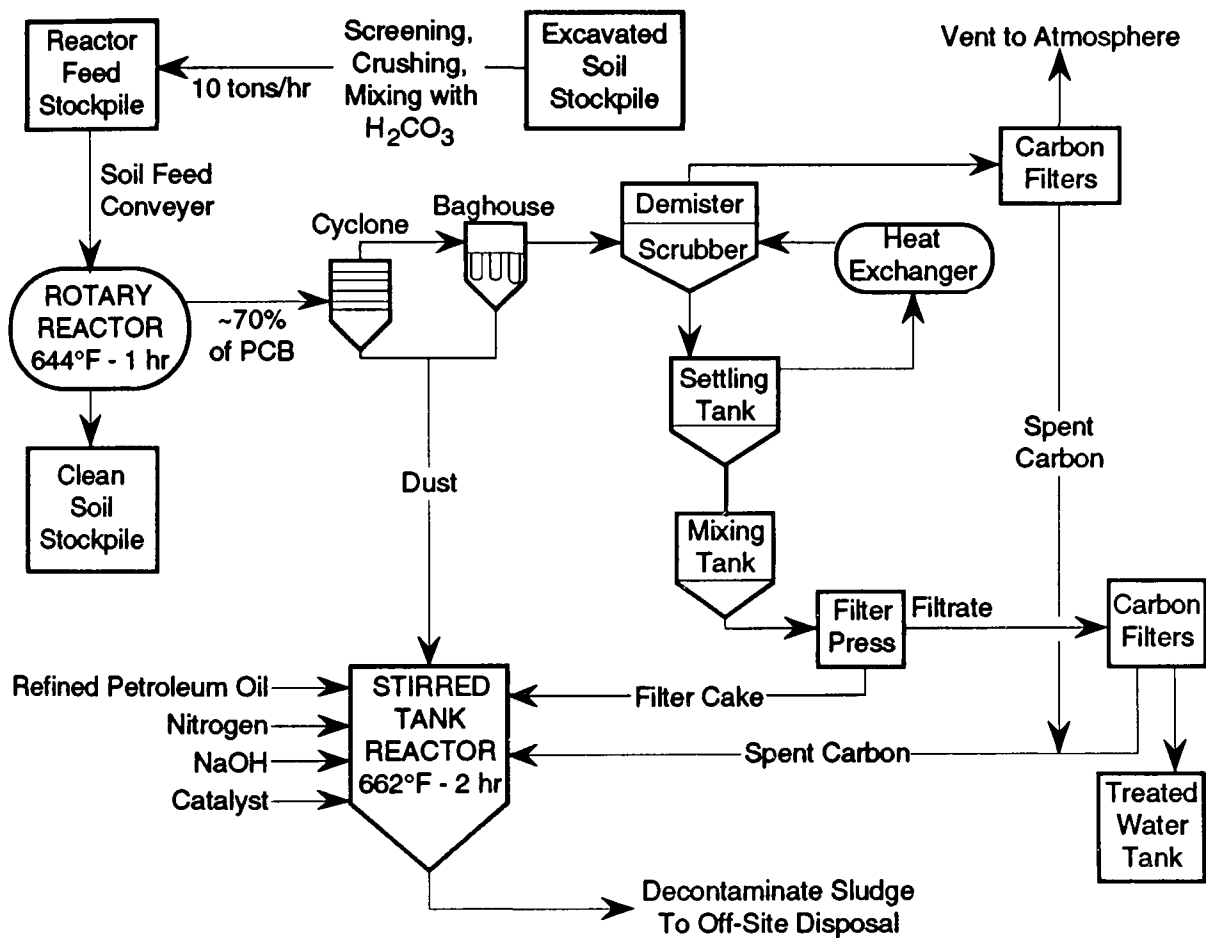 Reactor
Feed
Stockpile
10 tons/hr
Screening,
Crushing,
Mixing with
H₂CO₃
Excavated
Soil
Stockpile
Vent to Atmosphere
Carbon
Filters
Soil Feed
Conveyer
Cyclone
Baghouse
Demister
Scrubber
Heat
Exchanger
ROTARY
REACTOR
644°F - 1 hr
~70%
of PCB
Settling
Tank
Spent
Carbon
Clean
Soil
Stockpile
Dust
Mixing
Tank
Filter
Press
Filtrate
Carbon
Filters
Refined Petroleum Oil
Nitrogen
NaOH
Catalyst
STIRRED
TANK
REACTOR
662°F - 2 hr
Filter Cake
Spent Carbon
Treated
Water
Tank
Decontaminate Sludge
To Off-Site Disposal